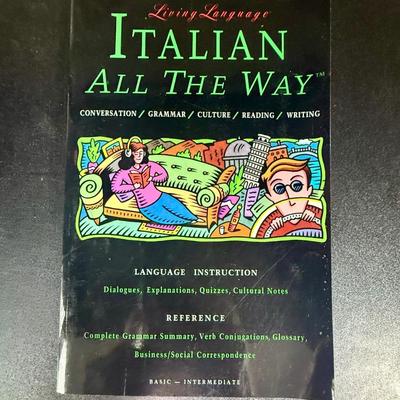 Living Language
ITALIAN
ALL THE WAY™
CONVERSATION / GRAMMAR / CULTURE / READING / WRITING
LANGUAGE INSTRUCTION
Dialogues, Explanations, Quizzes, Cultural Notes
REFERENCE
Complete Grammar Summary, Verb Conjugations, Glossary,
Business/Social Correspondence
BASIC — INTERMEDIATE